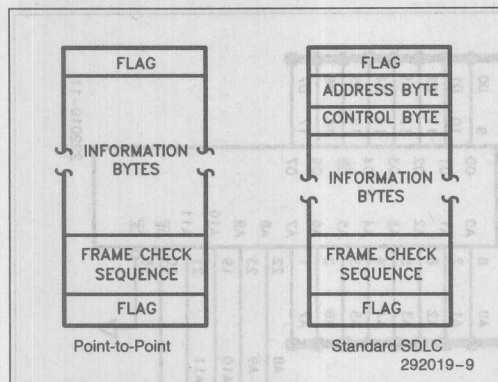 FLAG
INFORMATION
BYTES
FRAME CHECK
SEQUENCE
FLAG
Point-to-Point
FLAG
ADDRESS BYTE
CONTROL BYTE
INFORMATION
BYTES
FRAME CHECK
SEQUENCE
FLAG
Standard SDLC
292019-9